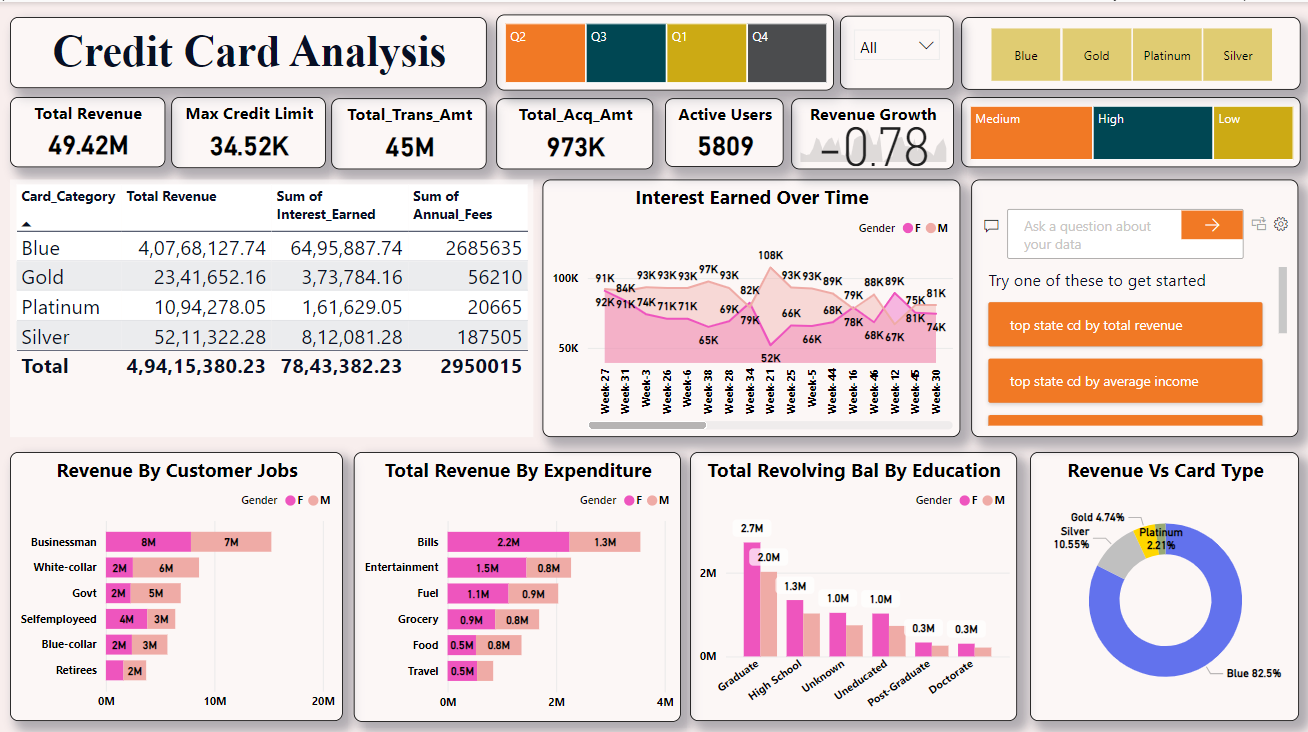 Credit Card Analysis
Q2
Q3
Q1
Q4
All
Blue
Gold
Platinum
Silver
Total Revenue
49.42M
Max Credit Limit
34.52K
Total_Trans_Amt
45M
Total_Acq_Amt
973K
Active Users
5809
Revenue Growth
-0.78
Medium
High
Low
Card_Category Total Revenue Sum of Interest_Earned Sum of Annual_Fees
Blue 4,07,68,127.74 64,95,887.74 2685635
Gold 23,41,652.16 3,73,784.16 56210
Platinum 10,94,278.05 1,61,629.05 20665
Silver 52,11,322.28 8,12,081.28 187505
Total 4,94,15,380.23 78,43,382.23 2950015
Interest Earned Over Time
Gender F M
108K
91K 84K 93K 93K 93K 97K 93K 82K 93K 93K 89K 79K 88K 89K 75K 81K
100K
92K 91K 74K 71K 71K 65K 69K 79K 52K 66K 66K 68K 78K 68K 67K 81K 74K
50K
Week-27 Week-31 Week-3 Week-26 Week-6 Week-38 Week-28 Week-34 Week-21 Week-25 Week-5 Week-44 Week-16 Week-46 Week-12 Week-45 Week-30
Ask a question about
your data
Try one of these to get started
top state cd by total revenue
top state cd by average income
Revenue By Customer Jobs
Gender F M
Businessman 8M 7M
White-collar 2M 6M
Govt 2M 5M
Selfemployeed 4M 3M
Blue-collar 2M 3M
Retirees 2M
0M 10M 20M
Total Revenue By Expenditure
Gender F M
Bills 2.2M 1.3M
Entertainment 1.5M 0.8M
Fuel 1.1M 0.9M
Grocery 0.9M 0.8M
Food 0.5M 0.8M
Travel 0.5M
0M 2M 4M
Total Revolving Bal By Education
Gender F M
2.7M
2.0M
2M
1.3M
1.0M
1.0M
0.3M
0.3M
0M
Graduate
High School
Unknown
Uneducated
Post-Graduate
Doctorate
Revenue Vs Card Type
Gold 4.74%
Silver
10.55%
Platinum
2.21%
Blue 82.5%